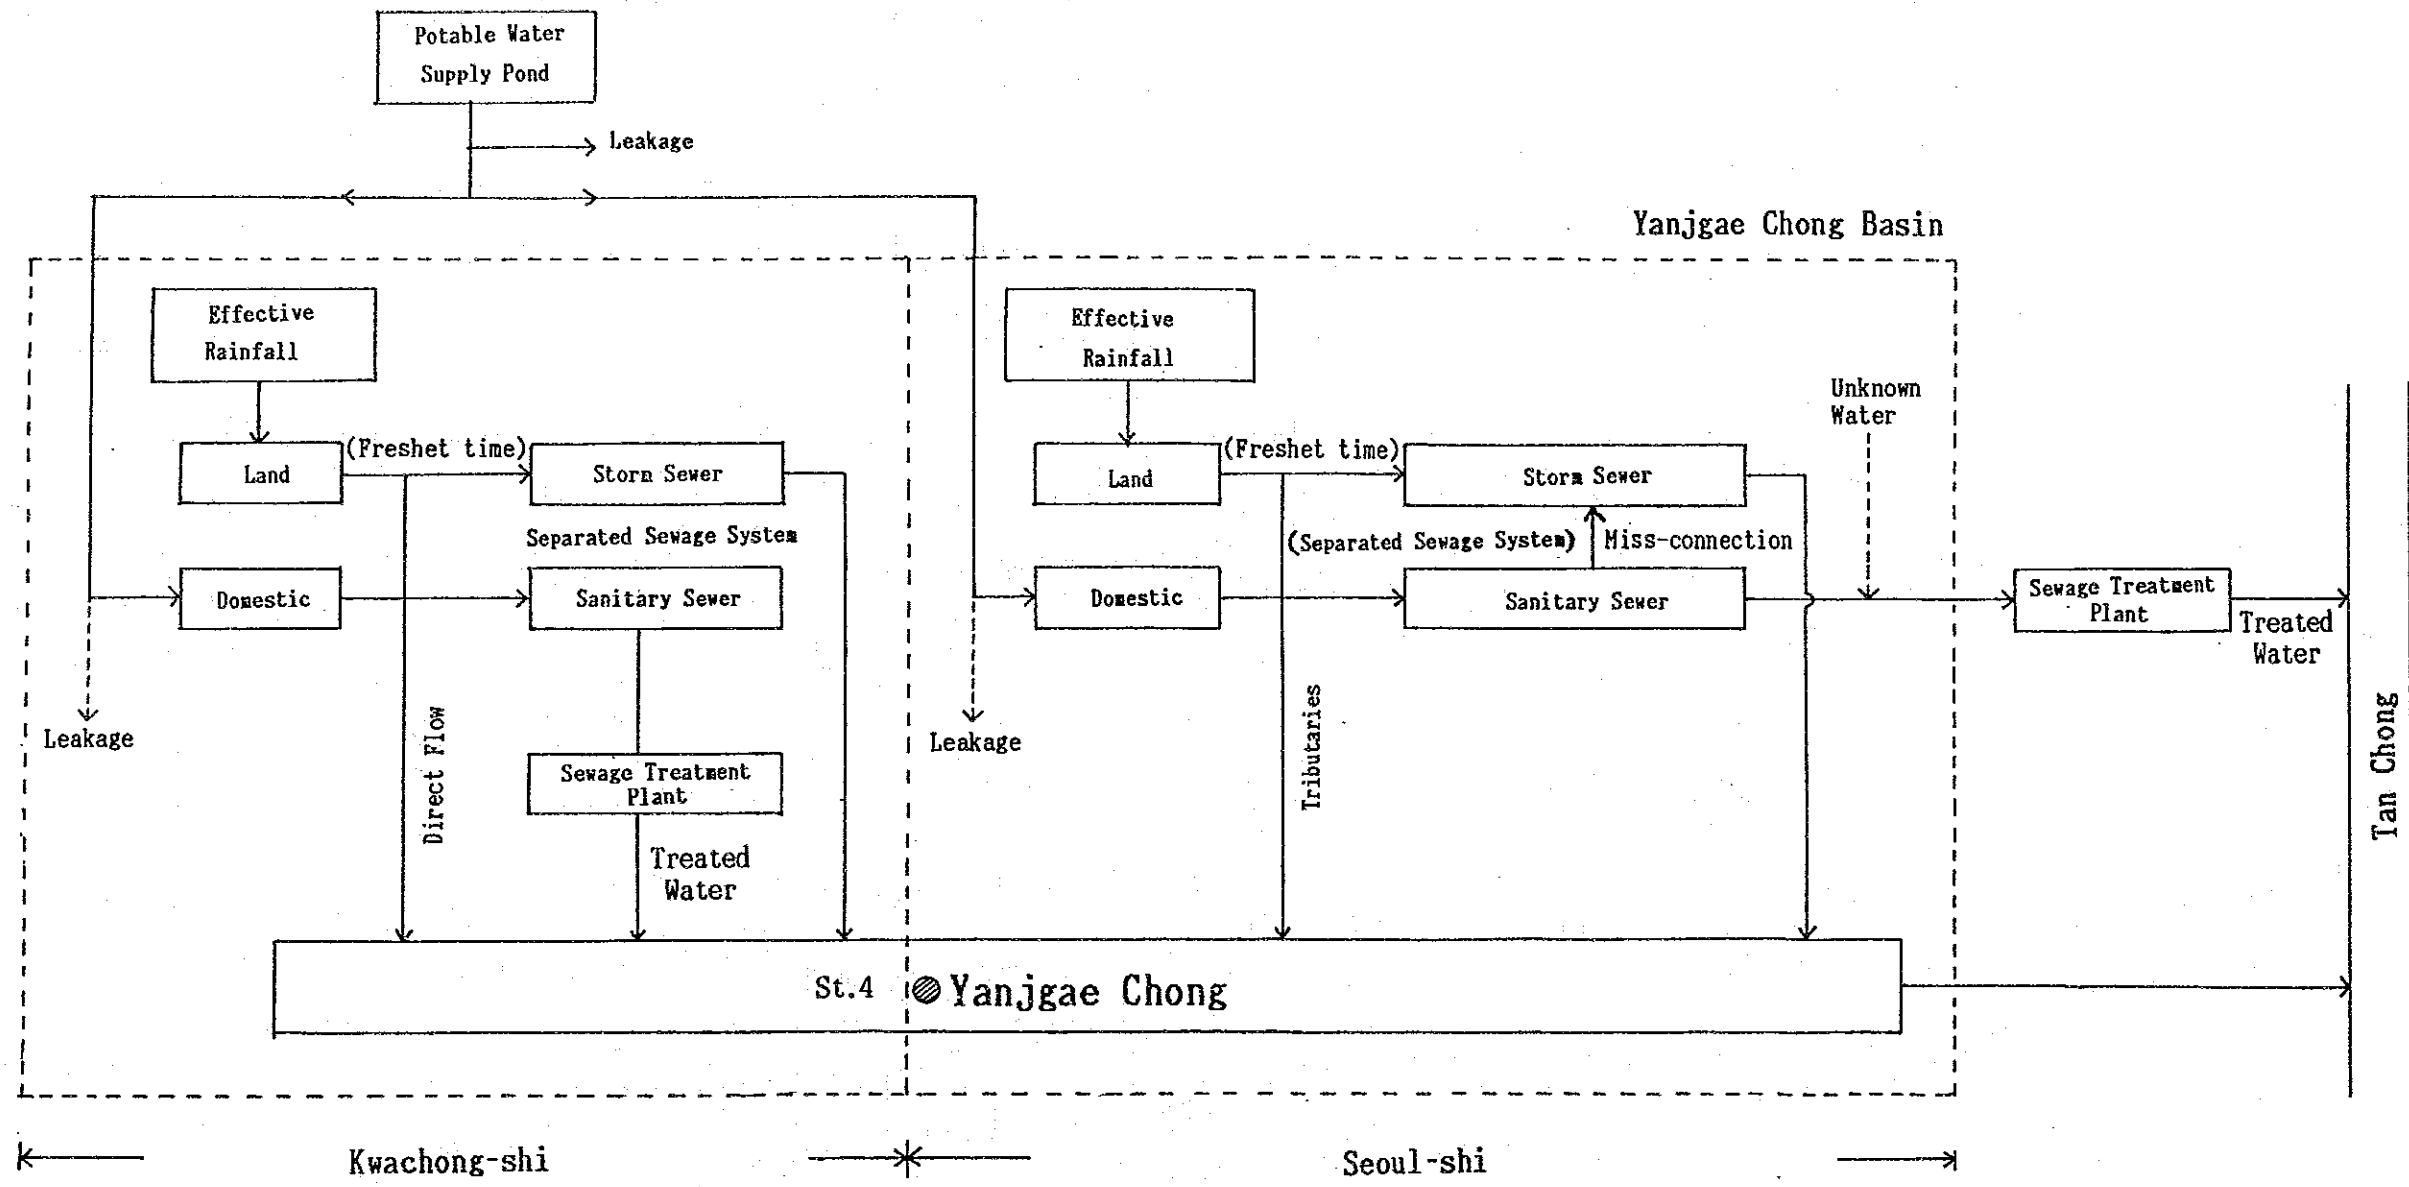 Potable Water
Supply Pond
Leakage
Yanjgae Chong Basin
Effective
Rainfall
Effective
Rainfall
Unknown
Water
Land
(Freshet time)
Storm Sewer
Land
(Freshet time)
Storm Sewer
Separated Sewage System
(Separated Sewage System)
Miss-connection
Domestic
Sanitary Sewer
Domestic
Sanitary Sewer
Sewage Treatment
Plant
Treated
Water
Leakage
Direct Flow
Sewage Treatment
Plant
Treated
Water
Leakage
Tributaries
Tan Chong
St.4
Yanjgae Chong
Kwachong-shi
Seoul-shi